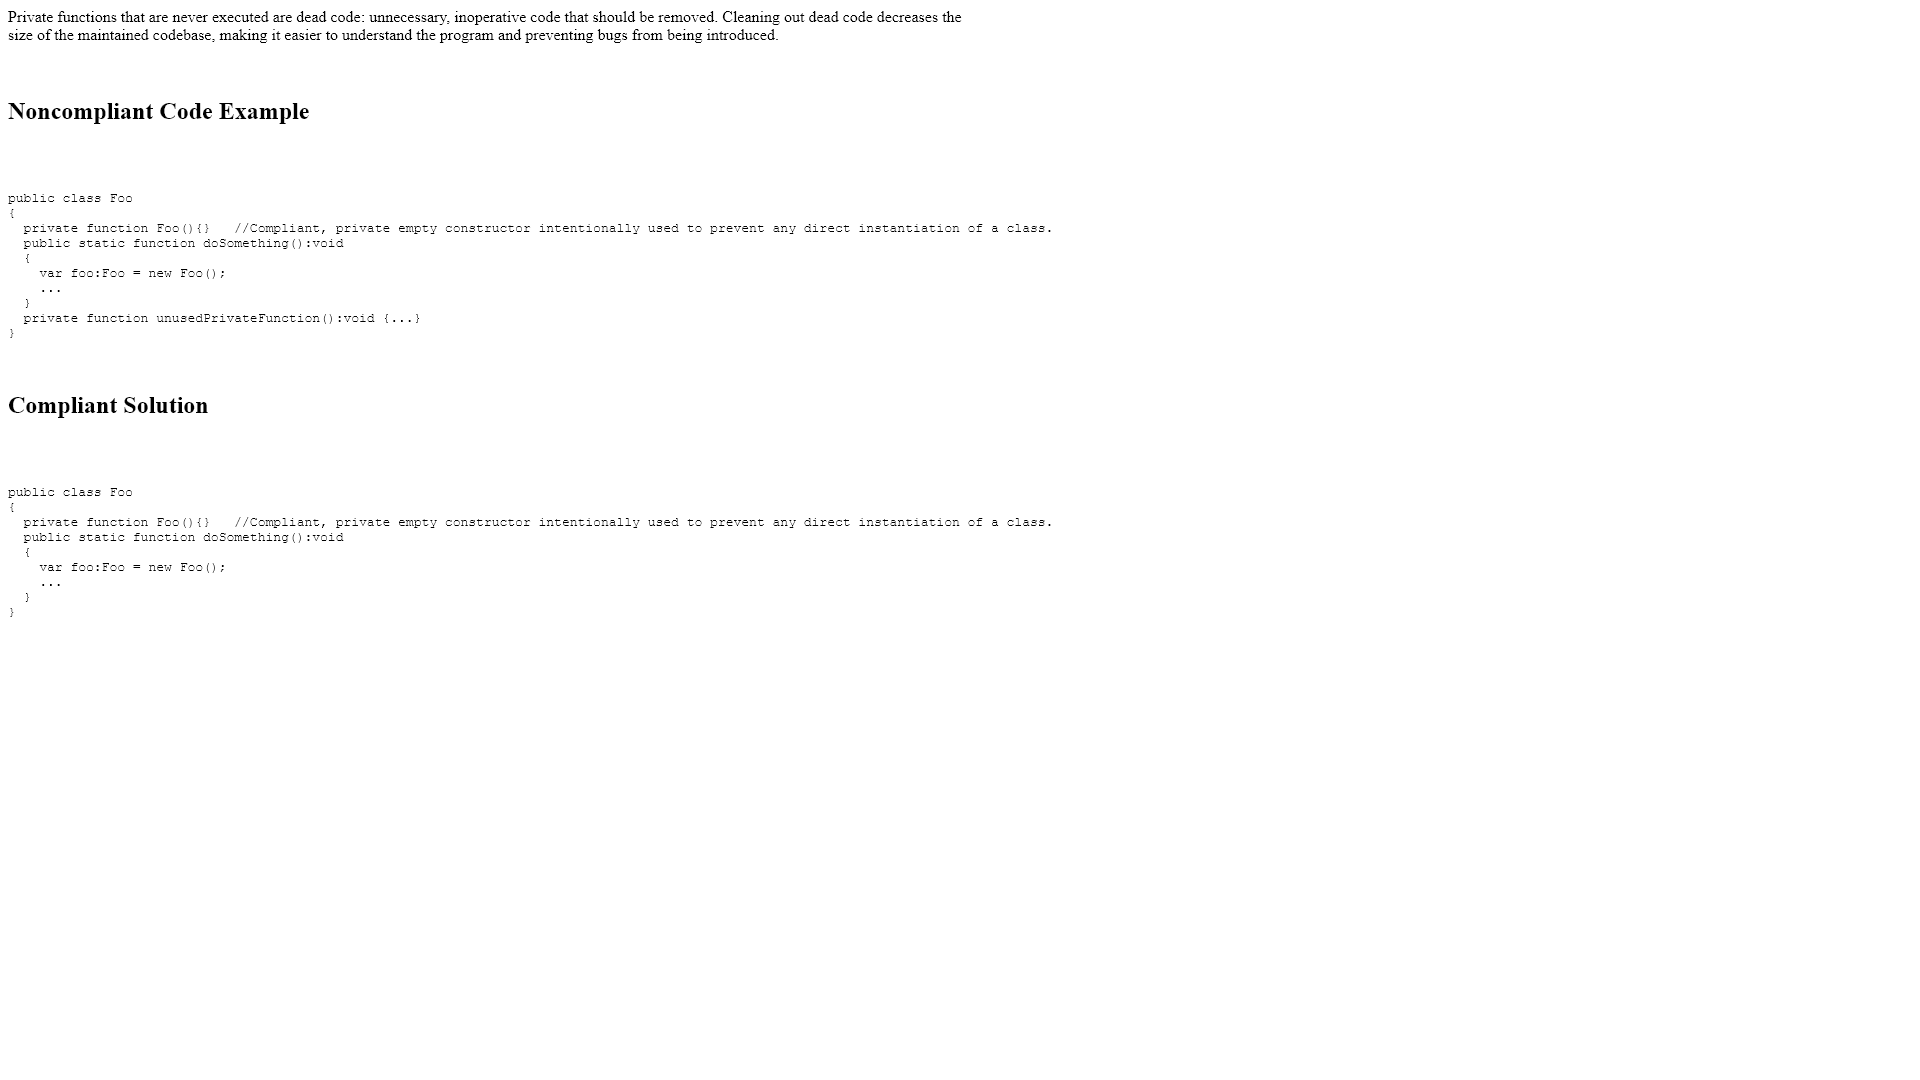 Private functions that are never executed are dead code: unnecessary, inoperative code that should be removed. Cleaning out dead code decreases the
size of the maintained codebase, making it easier to understand the program and preventing bugs from being introduced.
Noncompliant Code Example
public class Foo
{
  private function Foo(){}   //Compliant, private empty constructor intentionally used to prevent any direct instantiation of a class.
  public static function doSomething():void
  {
    var foo:Foo = new Foo();
    ...
  }
  private function unusedPrivateFunction():void {...}
}
Compliant Solution
public class Foo
{
  private function Foo(){}   //Compliant, private empty constructor intentionally used to prevent any direct instantiation of a class.
  public static function doSomething():void
  {
    var foo:Foo = new Foo();
    ...
  }
}